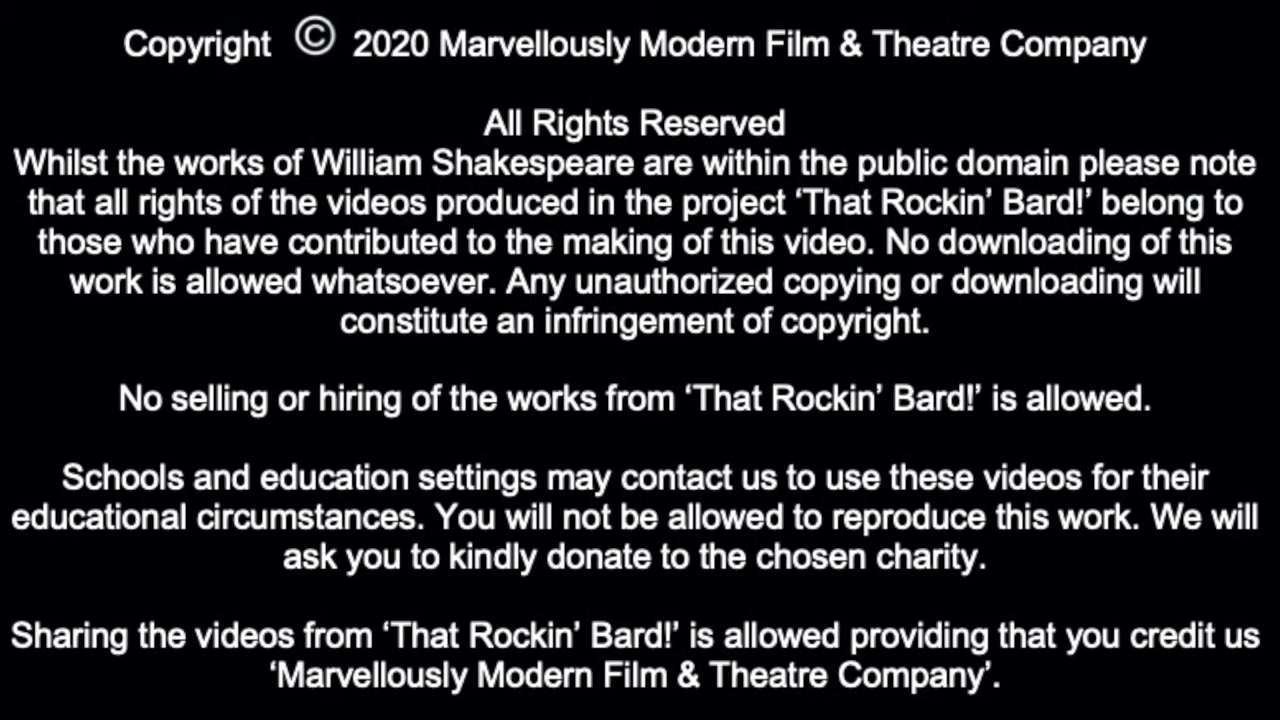 Copyright © 2020 Marvellously Modern Film & Theatre Company
All Rights Reserved
Whilst the works of William Shakespeare are within the public domain please note
that all rights of the videos produced in the project ‘That Rockin’ Bard!’ belong to
those who have contributed to the making of this video. No downloading of this
work is allowed whatsoever. Any unauthorized copying or downloading will
constitute an infringement of copyright.
No selling or hiring of the works from ‘That Rockin’ Bard!’ is allowed.
Schools and education settings may contact us to use these videos for their
educational circumstances. You will not be allowed to reproduce this work. We will
ask you to kindly donate to the chosen charity.
Sharing the videos from ‘That Rockin’ Bard!’ is allowed providing that you credit us
‘Marvellously Modern Film & Theatre Company’.